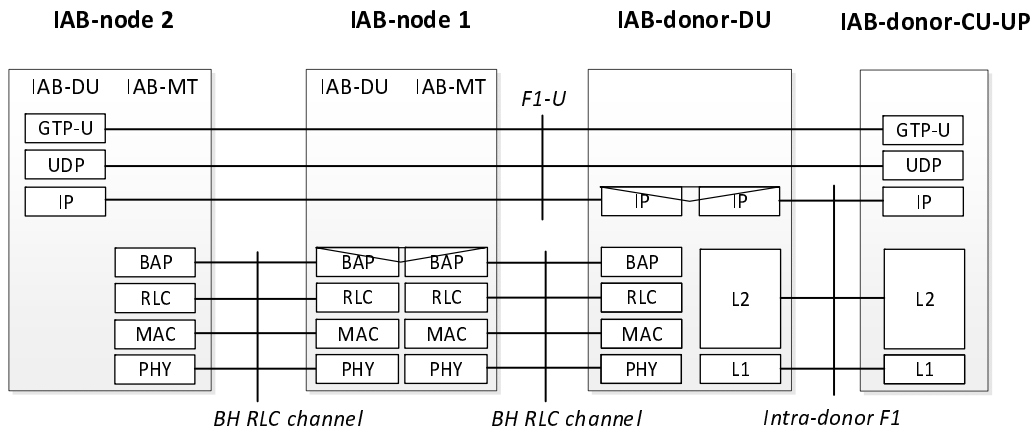 IAB-node 2 IAB-node 1 IAB-donor-DU IAB-donor-CU-UP
IAB-DU IAB-MT IAB-DU IAB-MT
F1-U
GTP-U GTP-U
UDP UDP
IP IP IP IP
BAP BAP BAP BAP
RLC RLC RLC RLC L2 L2
MAC MAC MAC MAC
PHY PHY PHY PHY L1 L1
BH RLC channel BH RLC channel Intra-donor F1